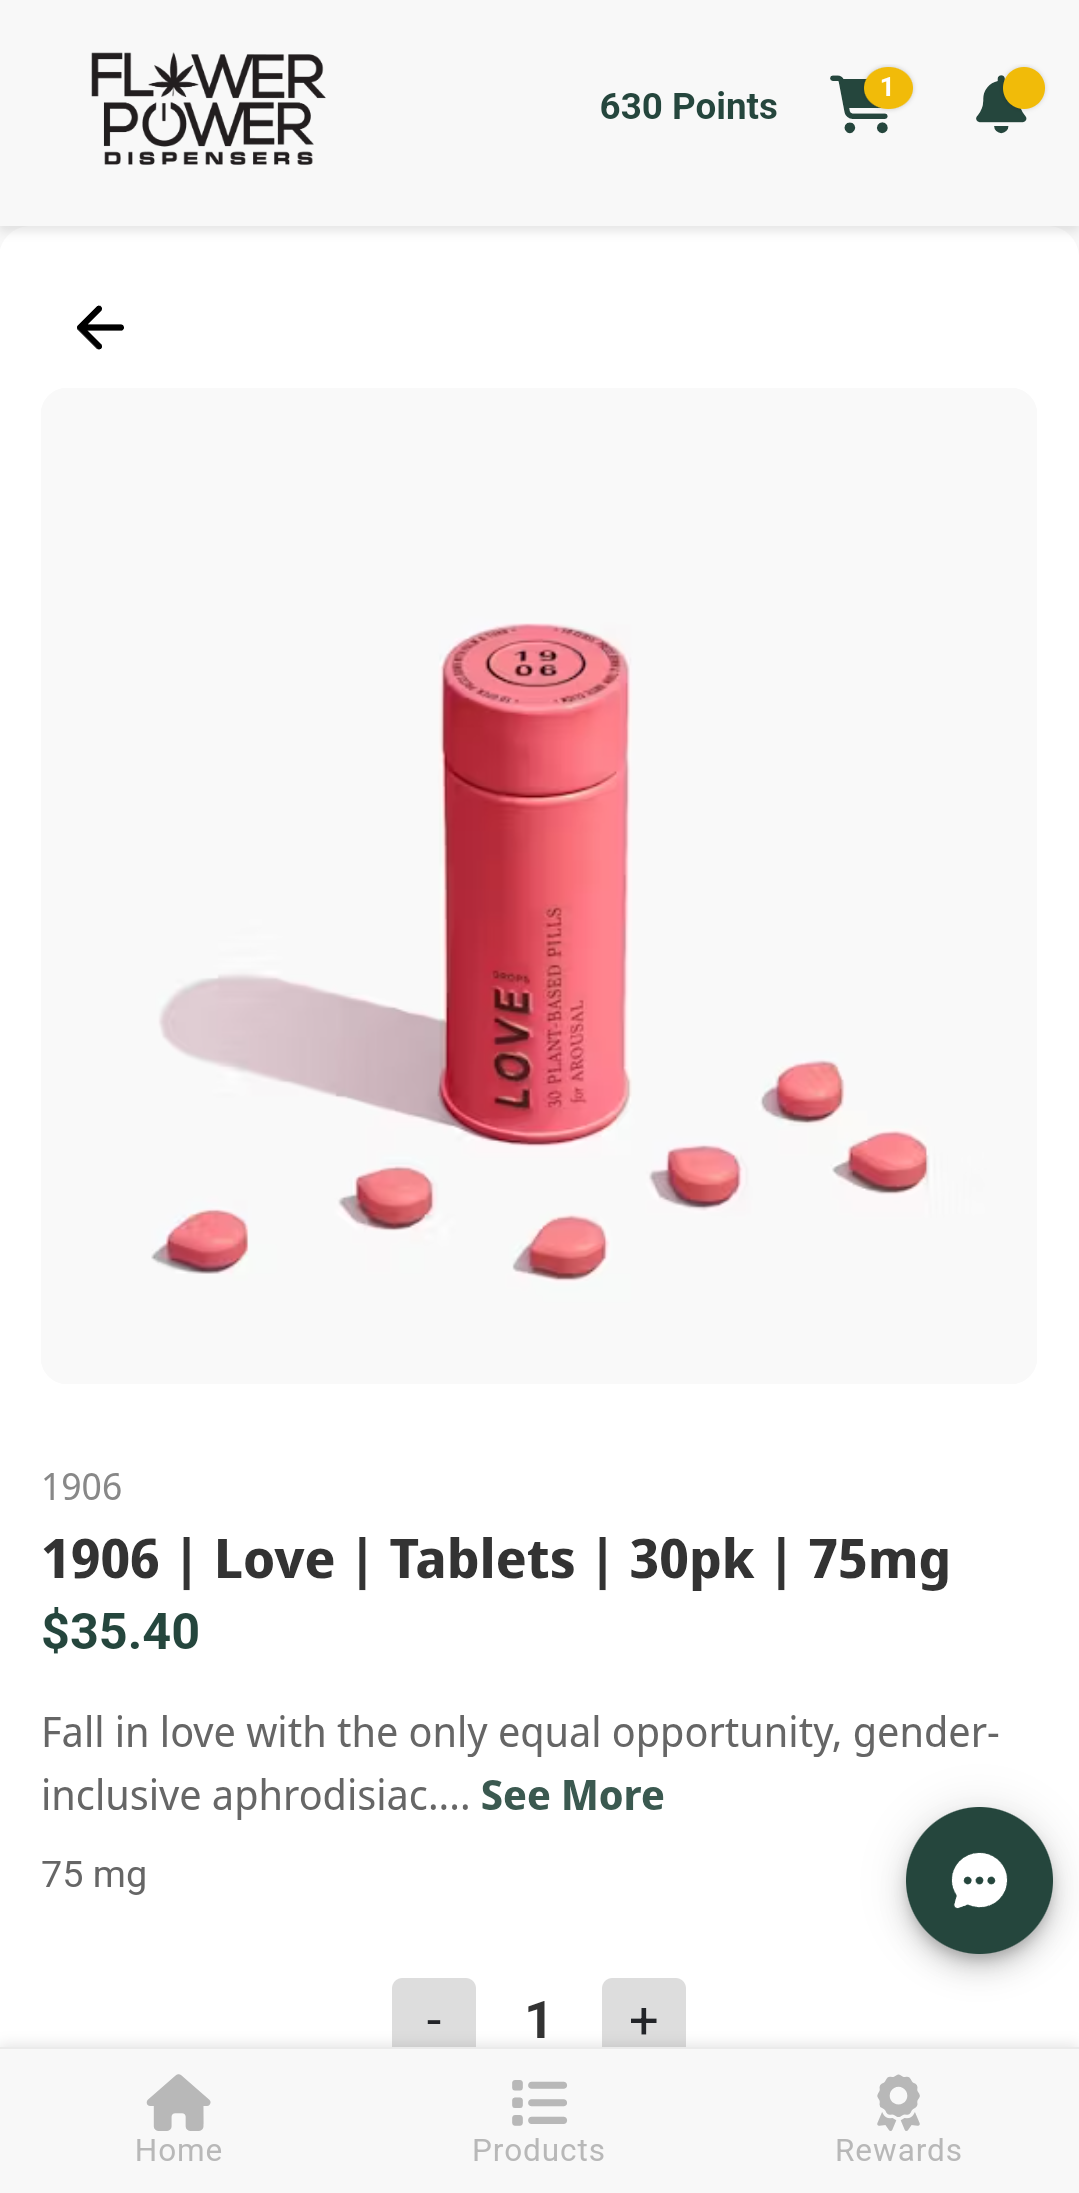 FLOWER
POWER
DISPENSERS
630 Points
1
19
06
LOVE
DROPS
30 PLANT-BASED PILLS
for AROUSAL
1906
1906 | Love | Tablets | 30pk | 75mg
$35.40
Fall in love with the only equal opportunity, gender-
inclusive aphrodisiac.... See More
75 mg
- 1 +
Home
Products
Rewards